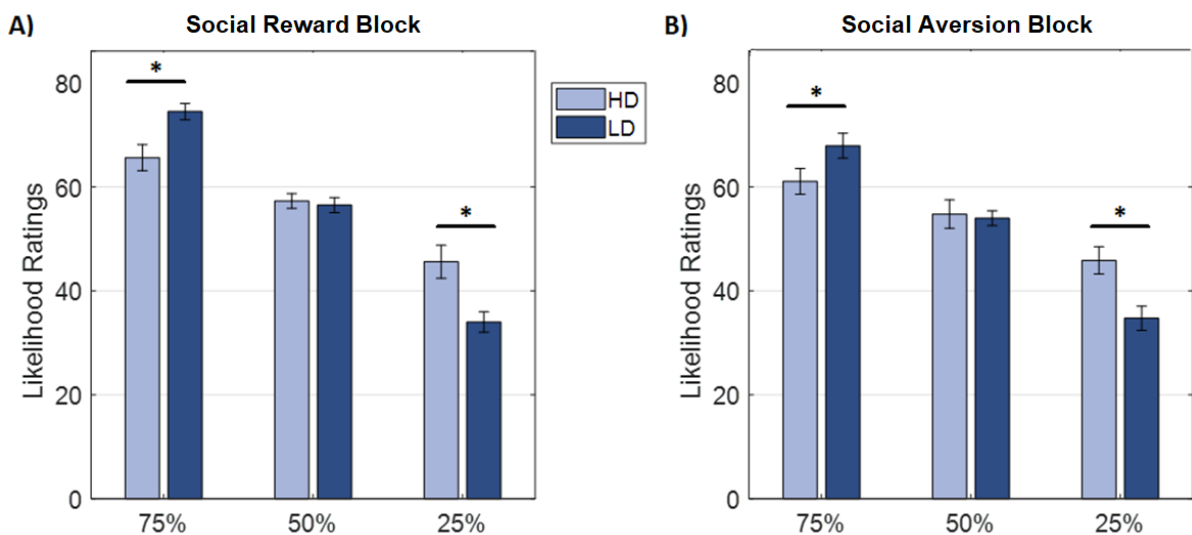 A)
Social Reward Block
*
*
80
60
40
20
0
Likelihood Ratings
75%
50%
25%
HD
LD
B)
Social Aversion Block
*
*
80
60
40
20
0
Likelihood Ratings
75%
50%
25%